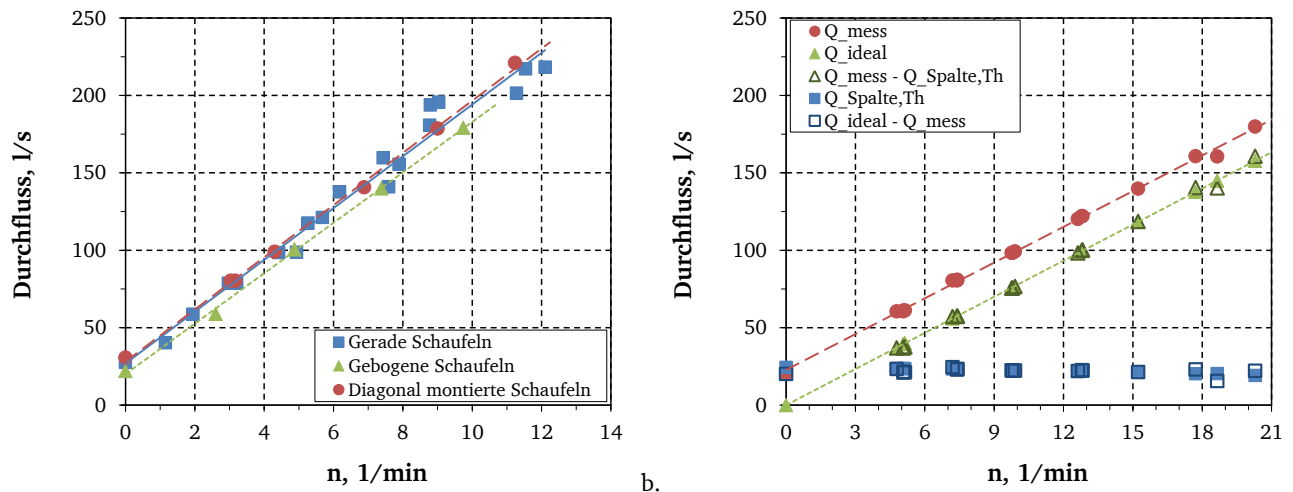 250
200
150
100
50
0
Durchfluss, l/s
0 2 4 6 8 10 12 14
n, 1/min
Gerade Schaufeln
Gebogene Schaufeln
Diagonal montierte Schaufeln
b.
250
200
150
100
50
0
Durchfluss, l/s
0 3 6 9 12 15 18 21
n, 1/min
Q_mess
Q_ideal
Q_mess - Q_Spalte,Th
Q_Spalte,Th
Q_ideal - Q_mess